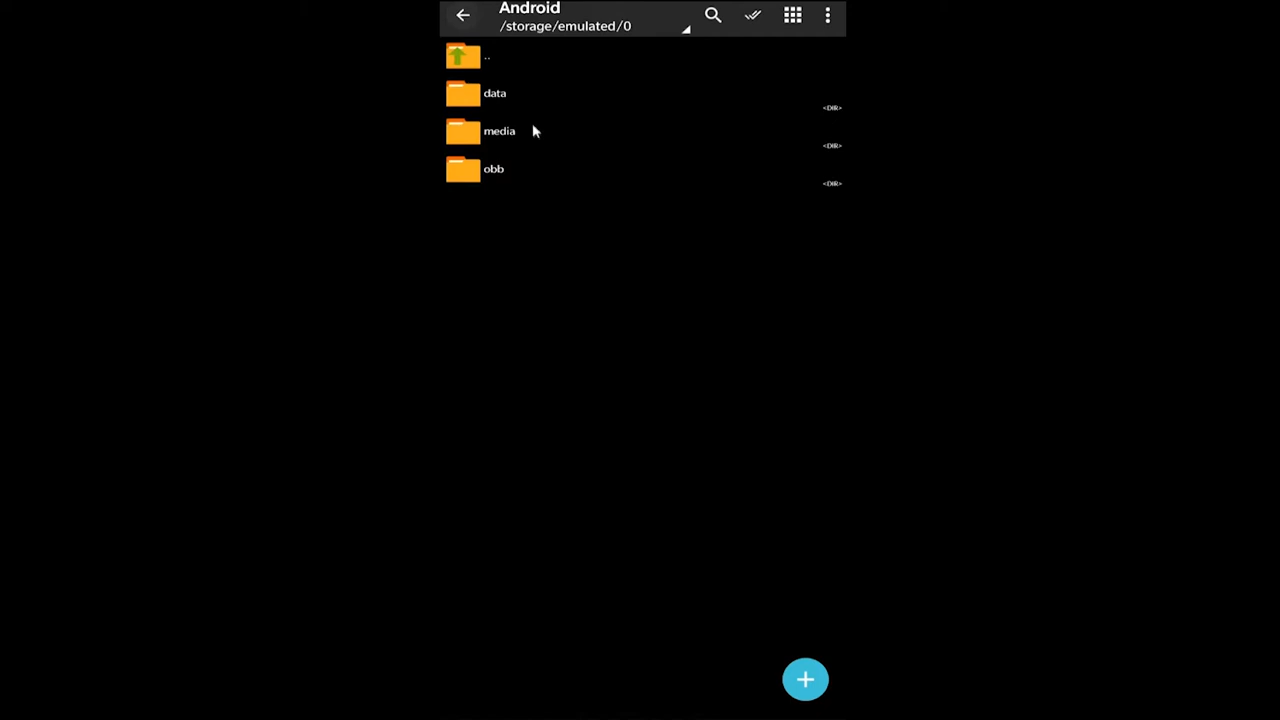 Android
/storage/emulated/0
..
data
<DIR>
media
<DIR>
obb
<DIR>